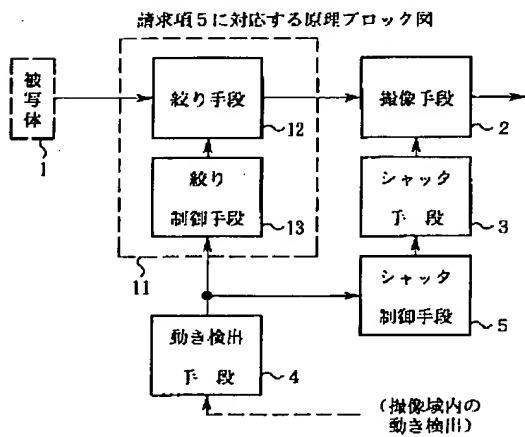 請求項5に対応する原理ブロック図
被写体
1
絞り手段
12
撮像手段
2
絞り
制御手段
13
シャッタ
手段
3
11
シャッタ
制御手段
5
動き検出
手 段
4
(撮像域内の
動き検出)